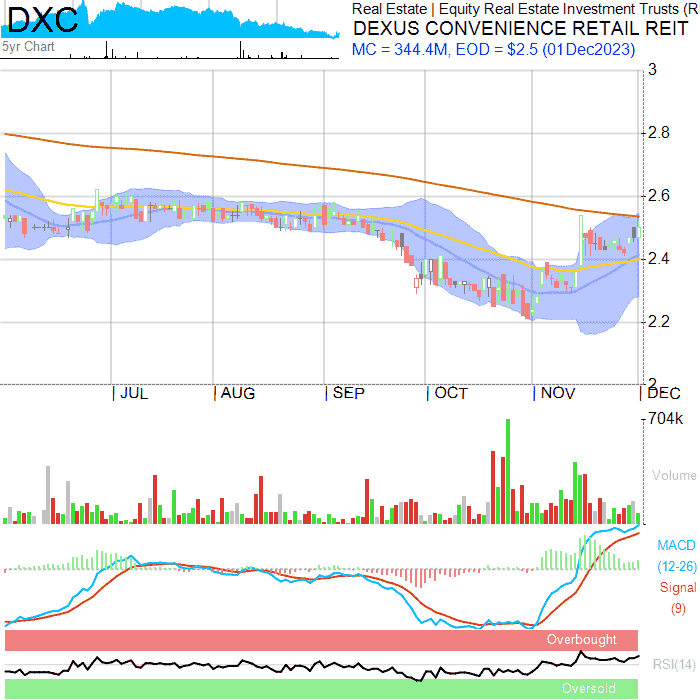 DXC
5yr Chart
Real Estate | Equity Real Estate Investment Trusts (R
DEXUS CONVENIENCE RETAIL REIT
MC = 344.4M, EOD = $2.5 (01Dec2023)
3
2.8
2.6
2.4
2.2
2
| JUL | AUG | SEP | OCT | NOV | DEC
704k
Volume
MACD
(12-26)
Signal
(9)
Overbought
RSI(14)
Oversold